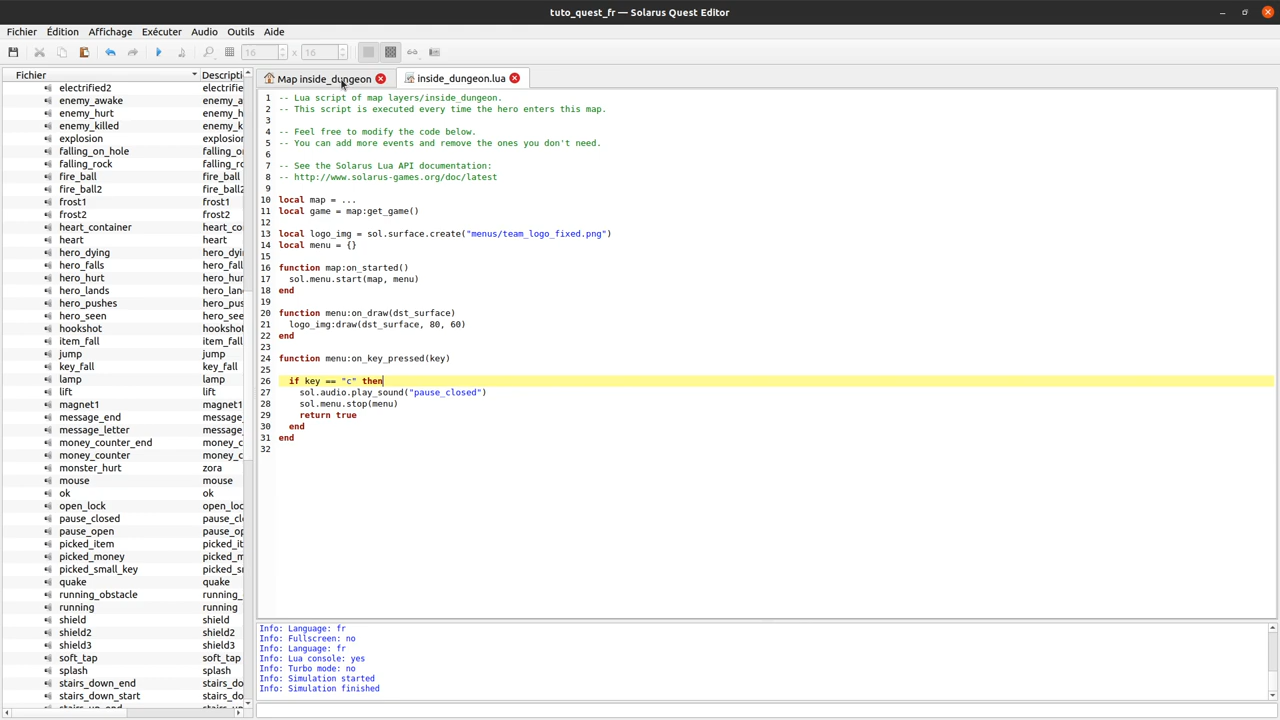 tuto_quest_fr — Solarus Quest Editor
Fichier Édition Affichage Exécuter Audio Outils Aide
16 x 16
Fichier Descripti
electrified2 electrifie
enemy_awake enemy_a
enemy_hurt enemy_h
enemy_killed enemy_k
explosion explosior
falling_on_hole falling_o
falling_rock falling_ro
fire_ball fire_ball
fire_ball2 fire_ball2
frost1 frost1
frost2 frost2
heart_container heart_co
heart heart
hero_dying hero_dyi
hero_falls hero_fall
hero_hurt hero_hur
hero_lands hero_lan
hero_pushes hero_pus
hero_seen hero_see
hookshot hookshot
item_fall item_fall
jump jump
key_fall key_fall
lamp lamp
lift lift
magnet1 magnet1
message_end message_
message_letter message_
money_counter_end money_c
money_counter money_c
monster_hurt zora
mouse mouse
ok ok
open_lock open_loc
pause_closed pause_cl
pause_open pause_op
picked_item picked_it
picked_money picked_m
picked_small_key picked_sr
quake quake
running_obstacle running_
running running
shield shield
shield2 shield2
shield3 shield3
soft_tap soft_tap
splash splash
stairs_down_end stairs_do
stairs_down_start stairs_do
Map inside_dungeon inside_dungeon.lua
1 -- Lua script of map layers/inside_dungeon.
2 -- This script is executed every time the hero enters this map.
3
4 -- Feel free to modify the code below.
5 -- You can add more events and remove the ones you don't need.
6
7 -- See the Solarus Lua API documentation:
8 -- http://www.solarus-games.org/doc/latest
9
10 local map = ...
11 local game = map:get_game()
12
13 local logo_img = sol.surface.create("menus/team_logo_fixed.png")
14 local menu = {}
15
16 function map:on_started()
17 sol.menu.start(map, menu)
18 end
19
20 function menu:on_draw(dst_surface)
21 logo_img:draw(dst_surface, 80, 60)
22 end
23
24 function menu:on_key_pressed(key)
25
26 if key == "c" then
27 sol.audio.play_sound("pause_closed")
28 sol.menu.stop(menu)
29 return true
30 end
31 end
32
Info: Language: fr
Info: Fullscreen: no
Info: Language: fr
Info: Lua console: yes
Info: Turbo mode: no
Info: Simulation started
Info: Simulation finished